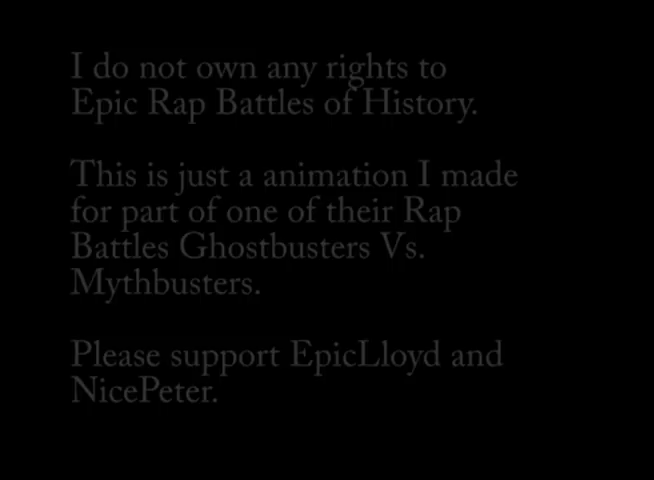 I do not own any rights to
Epic Rap Battles of History.
This is just a animation I made
for part of one of their Rap
Battles Ghostbusters Vs.
Mythbusters.
Please support EpicLloyd and
NicePeter.